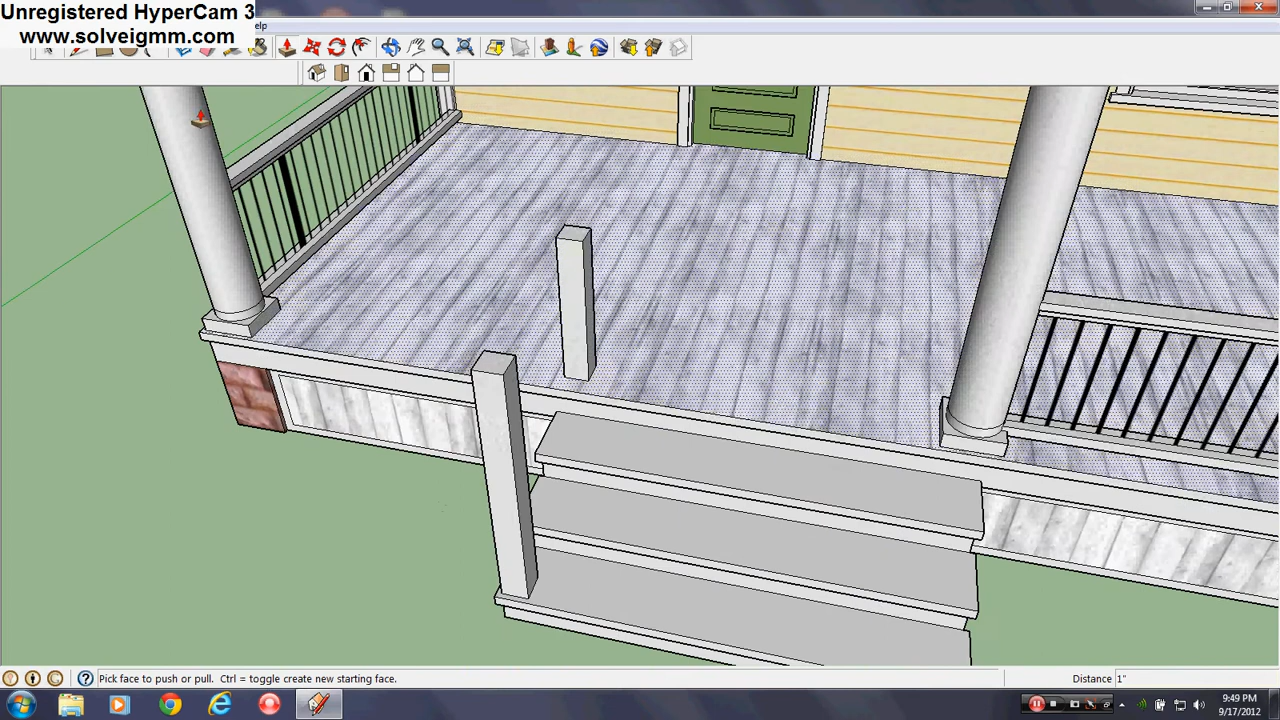 Unregistered HyperCam 3
www.solveigmm.com
elp
Pick face to push or pull. Ctrl = toggle create new starting face.
Distance 1"
9:49 PM
9/17/2012